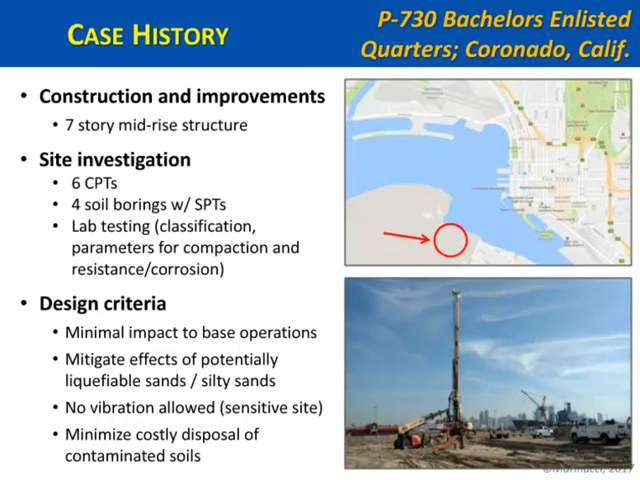 CASE HISTORY
P-730 Bachelors Enlisted
Quarters; Coronado, Calif.
• Construction and improvements
• 7 story mid-rise structure
• Site investigation
• 6 CPTs
• 4 soil borings w/ SPTs
• Lab testing (classification,
parameters for compaction and
resistance/corrosion)
• Design criteria
• Minimal impact to base operations
• Mitigate effects of potentially
liquefiable sands / silty sands
• No vibration allowed (sensitive site)
• Minimize costly disposal of
contaminated soils
©Marinucci, 2017